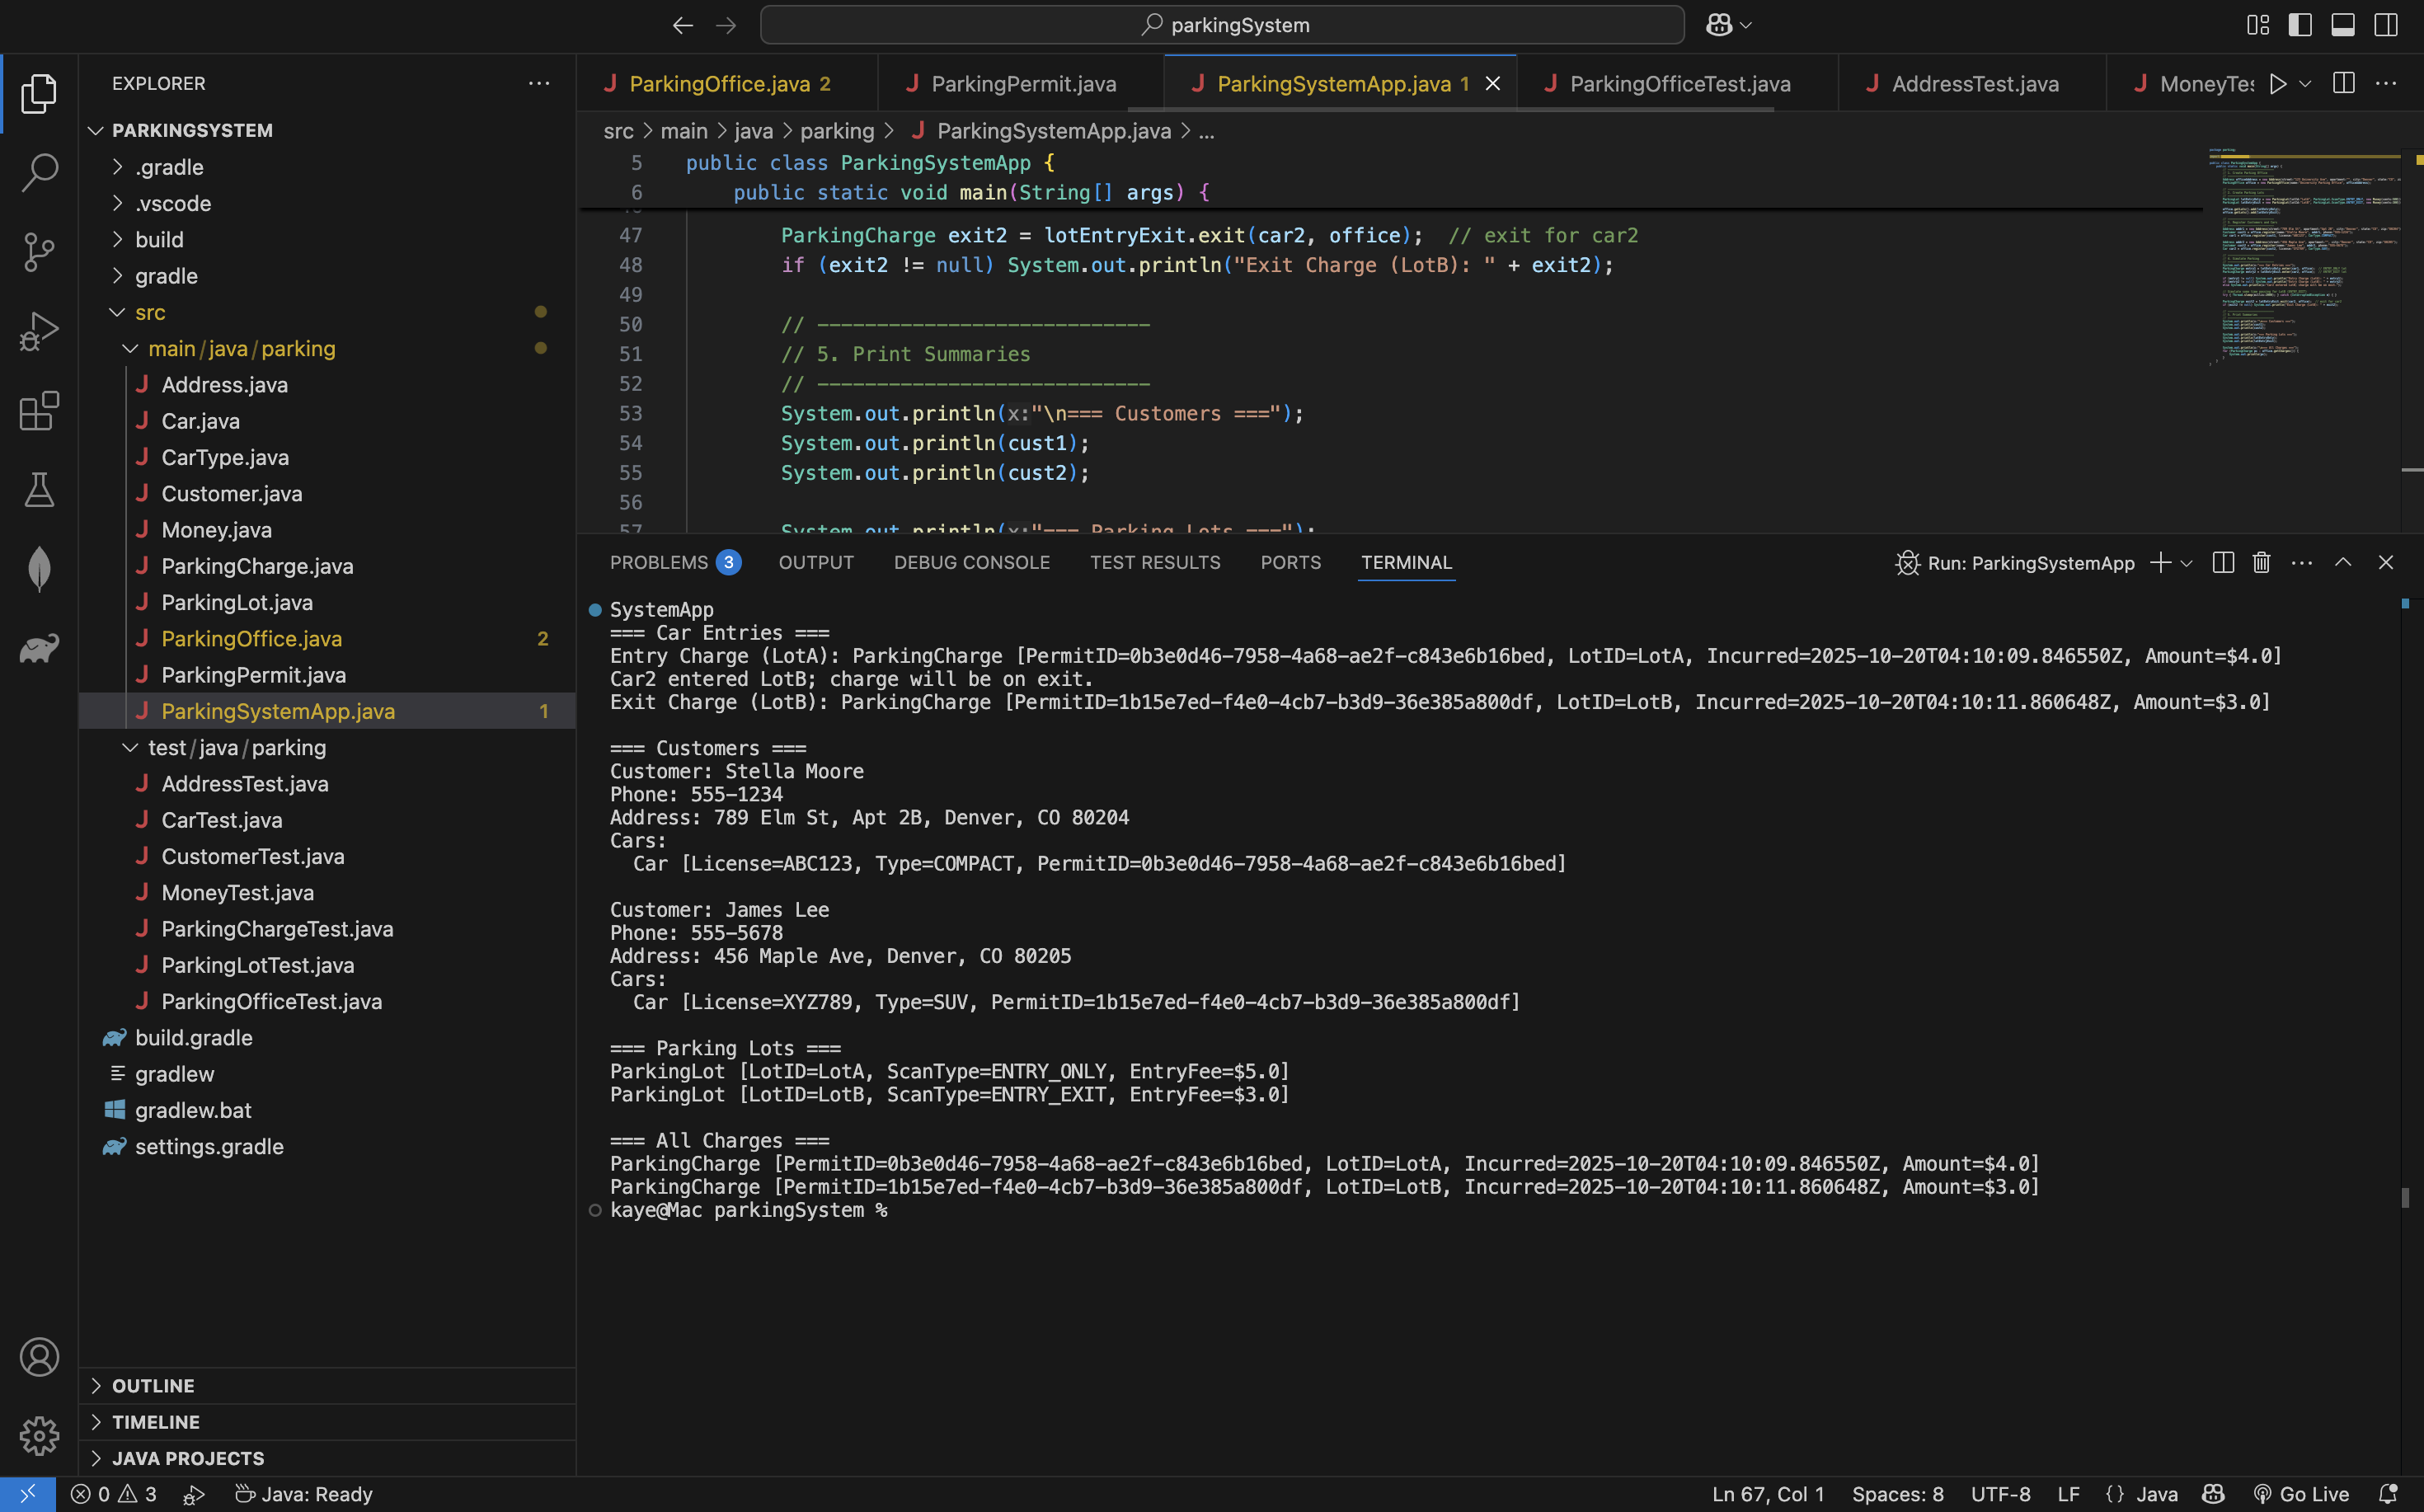 parkingSystem
EXPLORER
PARKINGSYSTEM
.gradle
.vscode
build
gradle
src
main/java/parking
Address.java
Car.java
CarType.java
Customer.java
Money.java
ParkingCharge.java
ParkingLot.java
ParkingOffice.java 2
ParkingPermit.java
ParkingSystemApp.java 1
test/java/parking
AddressTest.java
CarTest.java
CustomerTest.java
MoneyTest.java
ParkingChargeTest.java
ParkingLotTest.java
ParkingOfficeTest.java
build.gradle
gradlew
gradlew.bat
settings.gradle
OUTLINE
TIMELINE
JAVA PROJECTS
ParkingOffice.java 2 ParkingPermit.java ParkingSystemApp.java 1 ParkingOfficeTest.java AddressTest.java MoneyTes
src > main > java > parking > ParkingSystemApp.java > ...
5 public class ParkingSystemApp {
6 public static void main(String[] args) {
47 ParkingCharge exit2 = lotEntryExit.exit(car2, office); // exit for car2
48 if (exit2 != null) System.out.println("Exit Charge (LotB): " + exit2);
49
50 // ----------------------------
51 // 5. Print Summaries
52 // ----------------------------
53 System.out.println(x:"\n=== Customers ===");
54 System.out.println(cust1);
55 System.out.println(cust2);
56
57 System.out.println(x:"=== Parking Lots ===");
PROBLEMS 3 OUTPUT DEBUG CONSOLE TEST RESULTS PORTS TERMINAL Run: ParkingSystemApp
SystemApp
=== Car Entries ===
Entry Charge (LotA): ParkingCharge [PermitID=0b3e0d46-7958-4a68-ae2f-c843e6b16bed, LotID=LotA, Incurred=2025-10-20T04:10:09.846550Z, Amount=$4.0]
Car2 entered LotB; charge will be on exit.
Exit Charge (LotB): ParkingCharge [PermitID=1b15e7ed-f4e0-4cb7-b3d9-36e385a800df, LotID=LotB, Incurred=2025-10-20T04:10:11.860648Z, Amount=$3.0]
=== Customers ===
Customer: Stella Moore
Phone: 555-1234
Address: 789 Elm St, Apt 2B, Denver, CO 80204
Cars:
Car [License=ABC123, Type=COMPACT, PermitID=0b3e0d46-7958-4a68-ae2f-c843e6b16bed]
Customer: James Lee
Phone: 555-5678
Address: 456 Maple Ave, Denver, CO 80205
Cars:
Car [License=XYZ789, Type=SUV, PermitID=1b15e7ed-f4e0-4cb7-b3d9-36e385a800df]
=== Parking Lots ===
ParkingLot [LotID=LotA, ScanType=ENTRY_ONLY, EntryFee=$5.0]
ParkingLot [LotID=LotB, ScanType=ENTRY_EXIT, EntryFee=$3.0]
=== All Charges ===
ParkingCharge [PermitID=0b3e0d46-7958-4a68-ae2f-c843e6b16bed, LotID=LotA, Incurred=2025-10-20T04:10:09.846550Z, Amount=$4.0]
ParkingCharge [PermitID=1b15e7ed-f4e0-4cb7-b3d9-36e385a800df, LotID=LotB, Incurred=2025-10-20T04:10:11.860648Z, Amount=$3.0]
kaye@Mac parkingSystem %
0 3 Java: Ready Ln 67, Col 1 Spaces: 8 UTF-8 LF {} Java Go Live